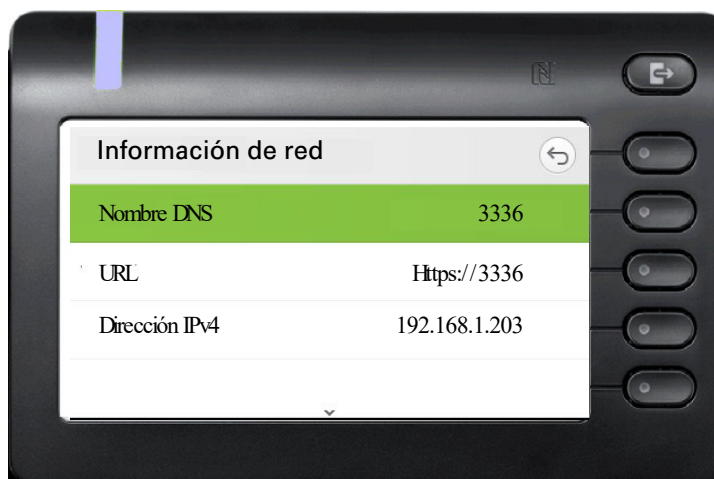 Información de red
Nombre DNS 3336
URL Https://3336
Dirección IPv4 192.168.1.203